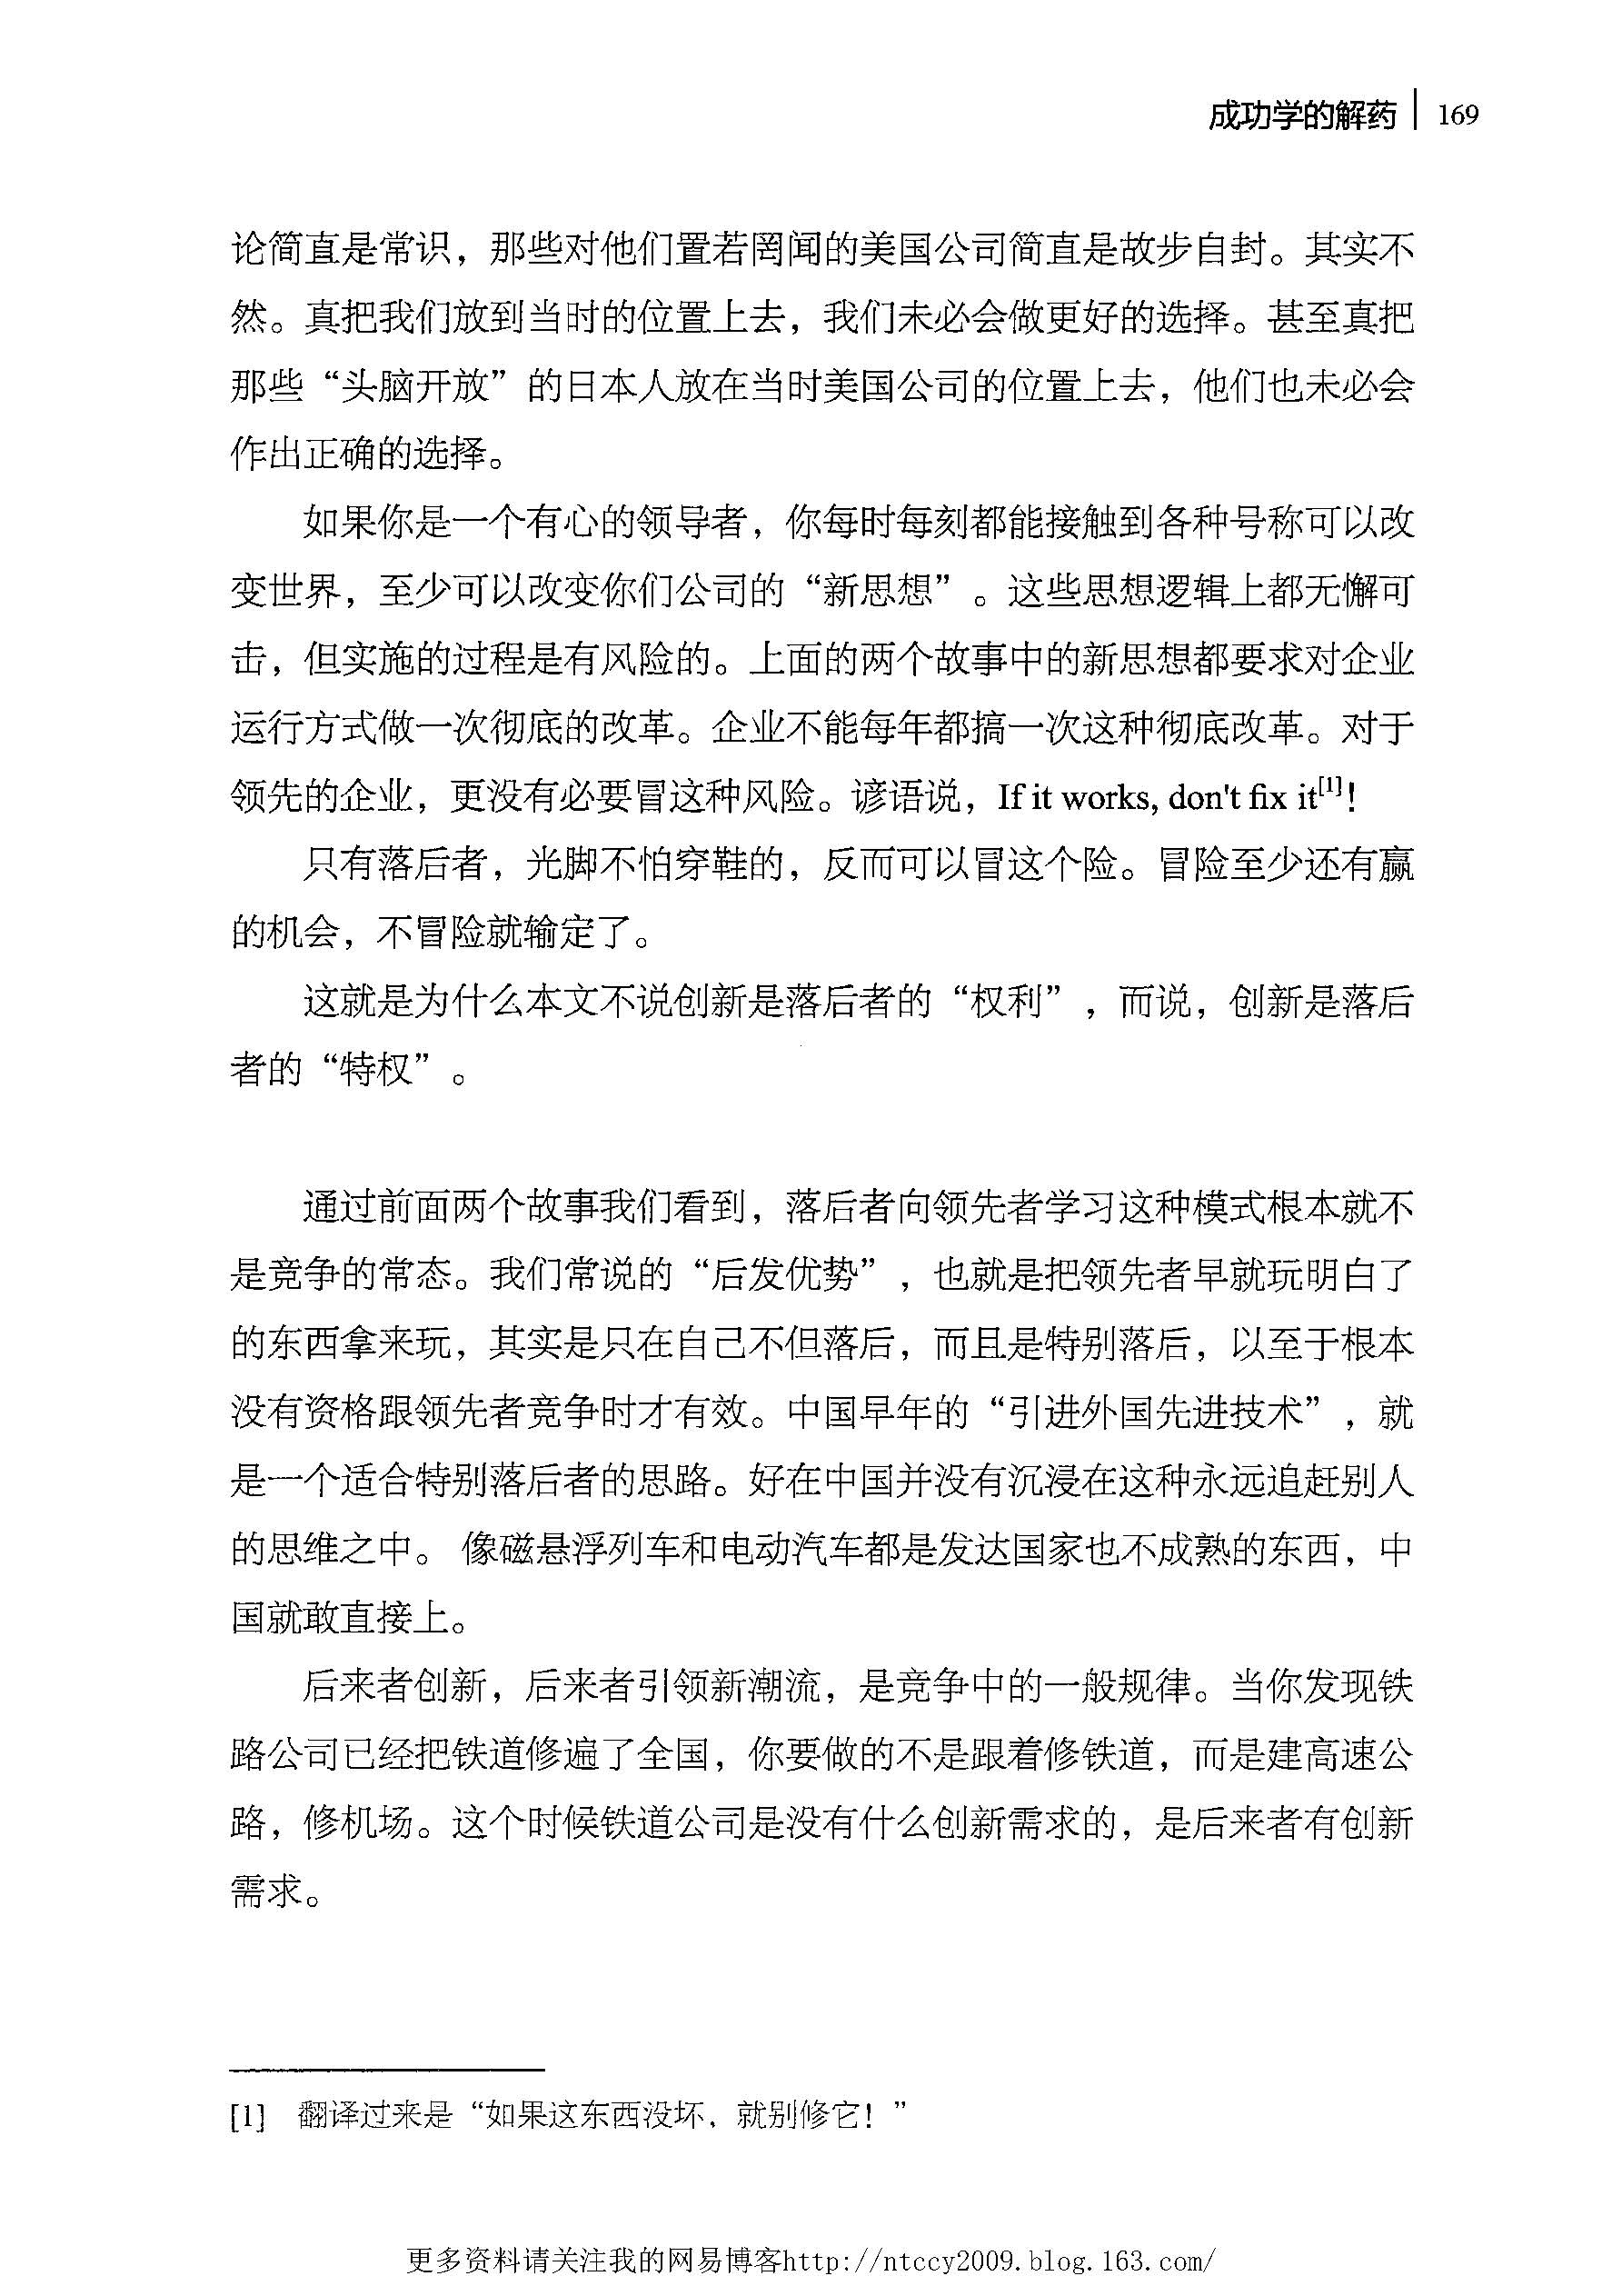 成功学的解药 169
论简直是常识，那些对他们置若罔闻的美国公司简直是故步自封。其实不
然。真把我们放到当时的位置上去，我们未必会做更好的选择。甚至真把
那些“头脑开放”的日本人放在当时美国公司的位置上去，他们也未必会
作出正确的选择。
如果你是一个有心的领导者，你每时每刻都能接触到各种号称可以改
变世界，至少可以改变你们公司的“新思想”。这些思想逻辑上都无懈可
击，但实施的过程是有风险的。上面的两个故事中的新思想都要求对企业
运行方式做一次彻底的改革。企业不能每年都搞一次这种彻底改革。对于
领先的企业，更没有必要冒这种风险。谚语说，If it works, don't fix it[1]！
只有落后者，光脚不怕穿鞋的，反而可以冒这个险。冒险至少还有赢
的机会，不冒险就输定了。
这就是为什么本文不说创新是落后者的“权利”，而说，创新是落后
者的“特权”。
通过前面两个故事我们看到，落后者向领先者学习这种模式根本就不
是竞争的常态。我们常说的“后发优势”，也就是把领先者早就玩明白了
的东西拿来玩，其实是只在自己不但落后，而且是特别落后，以至于根本
没有资格跟领先者竞争时才有效。中国早年的“引进外国先进技术”，就
是一个适合特别落后者的思路。好在中国并没有沉浸在这种永远追赶别人
的思维之中。 像磁悬浮列车和电动汽车都是发达国家也不成熟的东西，中
国就敢直接上。
后来者创新，后来者引领新潮流，是竞争中的一般规律。当你发现铁
路公司已经把铁道修遍了全国，你要做的不是跟着修铁道，而是建高速公
路，修机场。这个时候铁道公司是没有什么创新需求的，是后来者有创新
需求。
[1] 翻译过来是“如果这东西没坏，就别修它！”
更多资料请关注我的网易博客http://ntccy2009.blog.163.com/